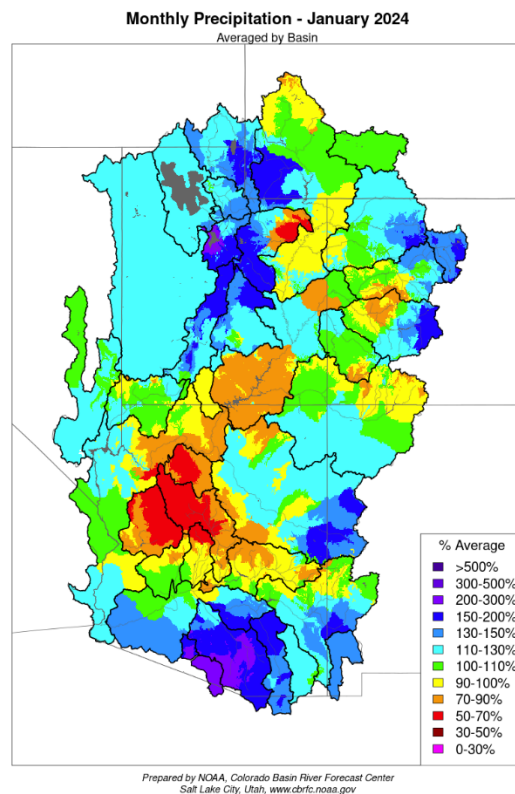 Monthly Precipitation - January 2024
Averaged by Basin
% Average
>500%
300-500%
200-300%
150-200%
130-150%
110-130%
100-110%
90-100%
70-90%
50-70%
30-50%
0-30%
Prepared by NOAA, Colorado Basin River Forecast Center
Salt Lake City, Utah, www.cbrfc.noaa.gov